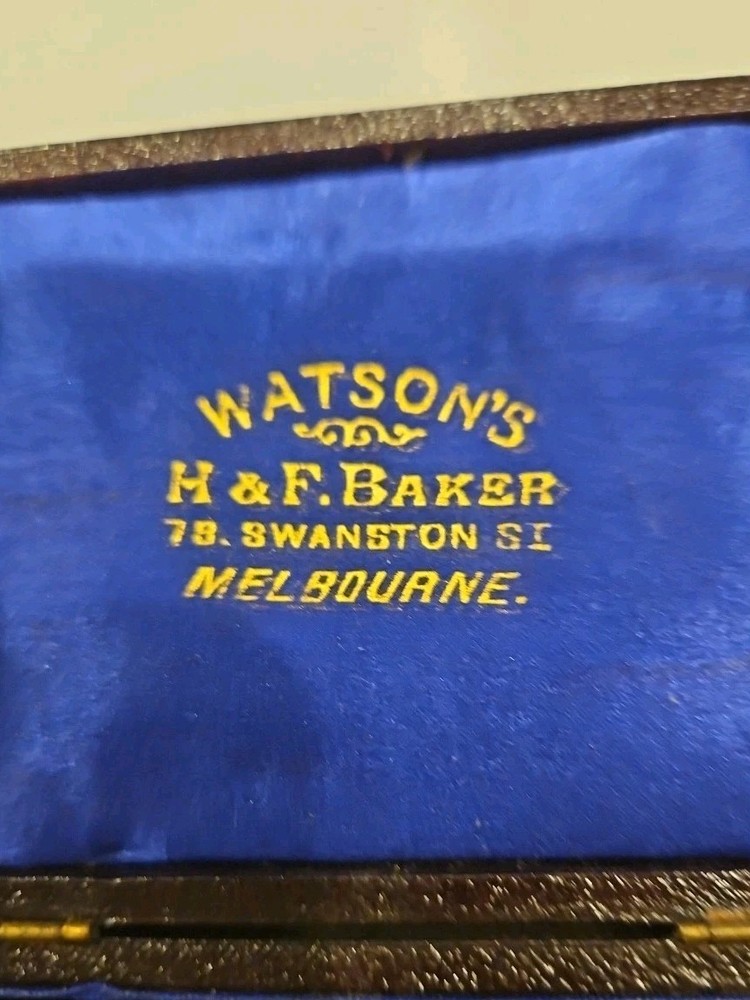 WATSON'S
H & F. BAKER
78. SWANSTON ST
MELBOURNE.